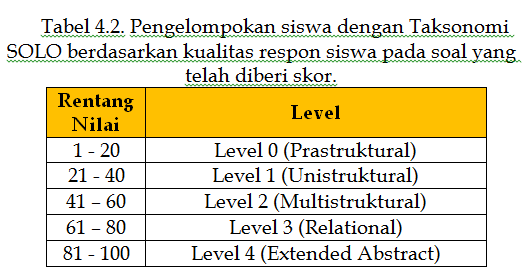 Tabel 4.2. Pengelompokan siswa dengan Taksonomi
SOLO berdasarkan kualitas respon siswa pada soal yang
telah diberi skor.
Rentang Nilai Level
1 - 20 Level 0 (Prastruktural)
21 - 40 Level 1 (Unistruktural)
41 – 60 Level 2 (Multistruktural)
61 – 80 Level 3 (Relational)
81 - 100 Level 4 (Extended Abstract)